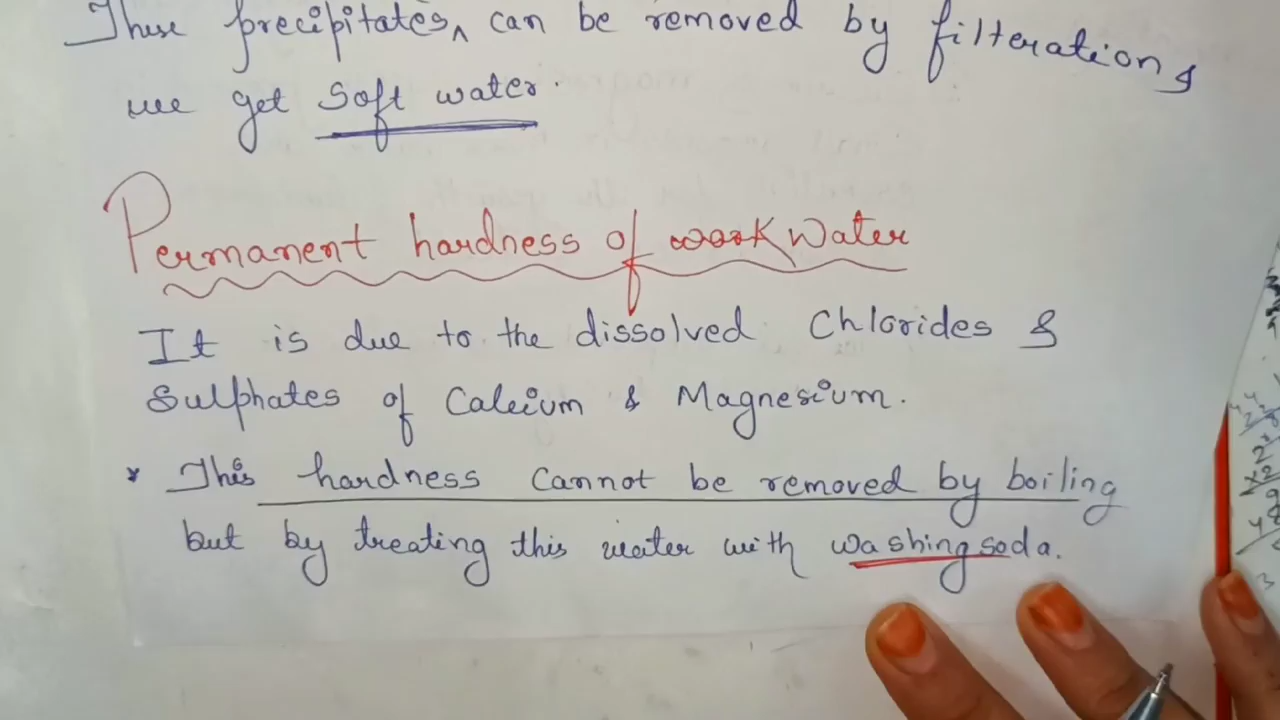 These precipitates, can be removed by filteration &
we get Soft water.
Permanent hardness of Water
It is due to the dissolved Chlorides &
Sulphates of Calcium & Magnesium.
* This hardness cannot be removed by boiling
but by treating this water with washing soda.